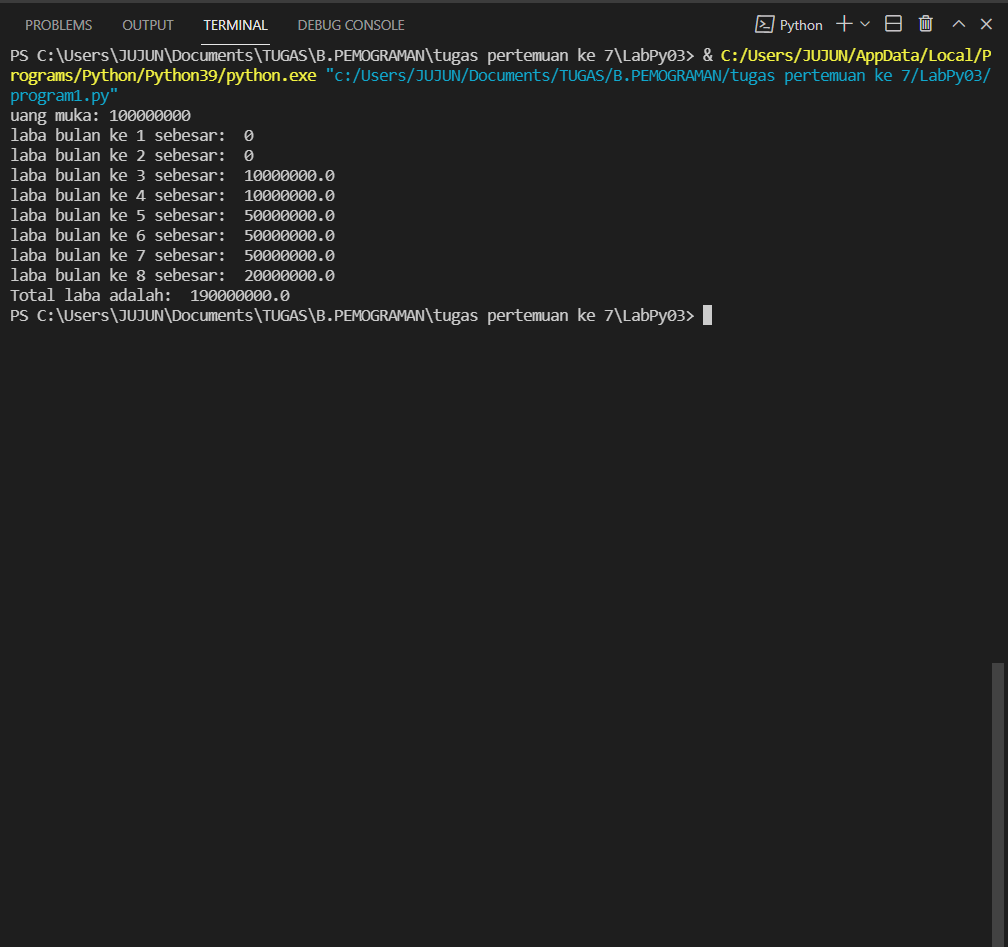 PROBLEMS OUTPUT TERMINAL DEBUG CONSOLE Python
PS C:\Users\JUJUN\Documents\TUGAS\B.PEMOGRAMAN\tugas pertemuan ke 7\LabPy03> & C:/Users/JUJUN/AppData/Local/P
rograms/Python/Python39/python.exe "c:/Users/JUJUN/Documents/TUGAS/B.PEMOGRAMAN/tugas pertemuan ke 7/LabPy03/
program1.py"
uang muka: 100000000
laba bulan ke 1 sebesar:  0
laba bulan ke 2 sebesar:  0
laba bulan ke 3 sebesar:  10000000.0
laba bulan ke 4 sebesar:  10000000.0
laba bulan ke 5 sebesar:  50000000.0
laba bulan ke 6 sebesar:  50000000.0
laba bulan ke 7 sebesar:  50000000.0
laba bulan ke 8 sebesar:  20000000.0
Total laba adalah:  190000000.0
PS C:\Users\JUJUN\Documents\TUGAS\B.PEMOGRAMAN\tugas pertemuan ke 7\LabPy03>